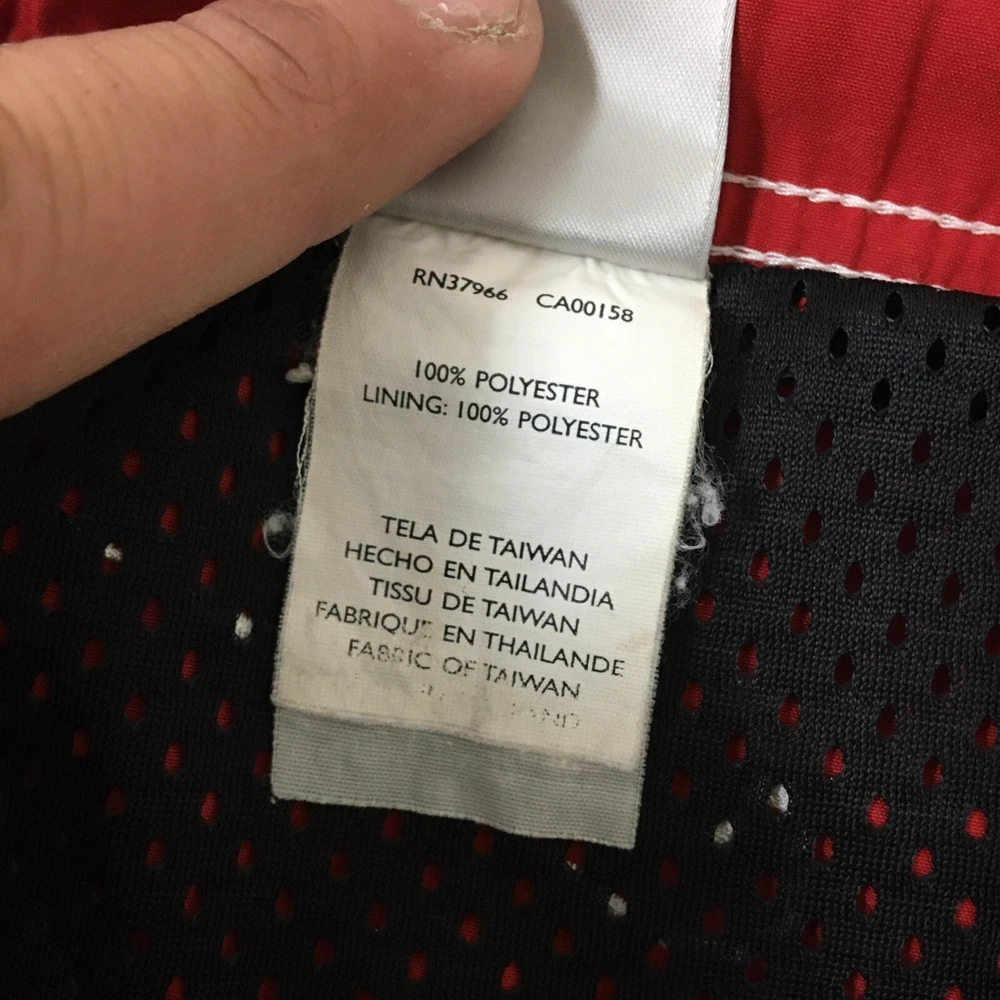 RN37966 CA00158
100% POLYESTER
LINING: 100% POLYESTER
TELA DE TAIWAN
HECHO EN TAILANDIA
TISSU DE TAIWAN
FABRIQUE EN THAILANDE
FABRIC OF TAIWAN